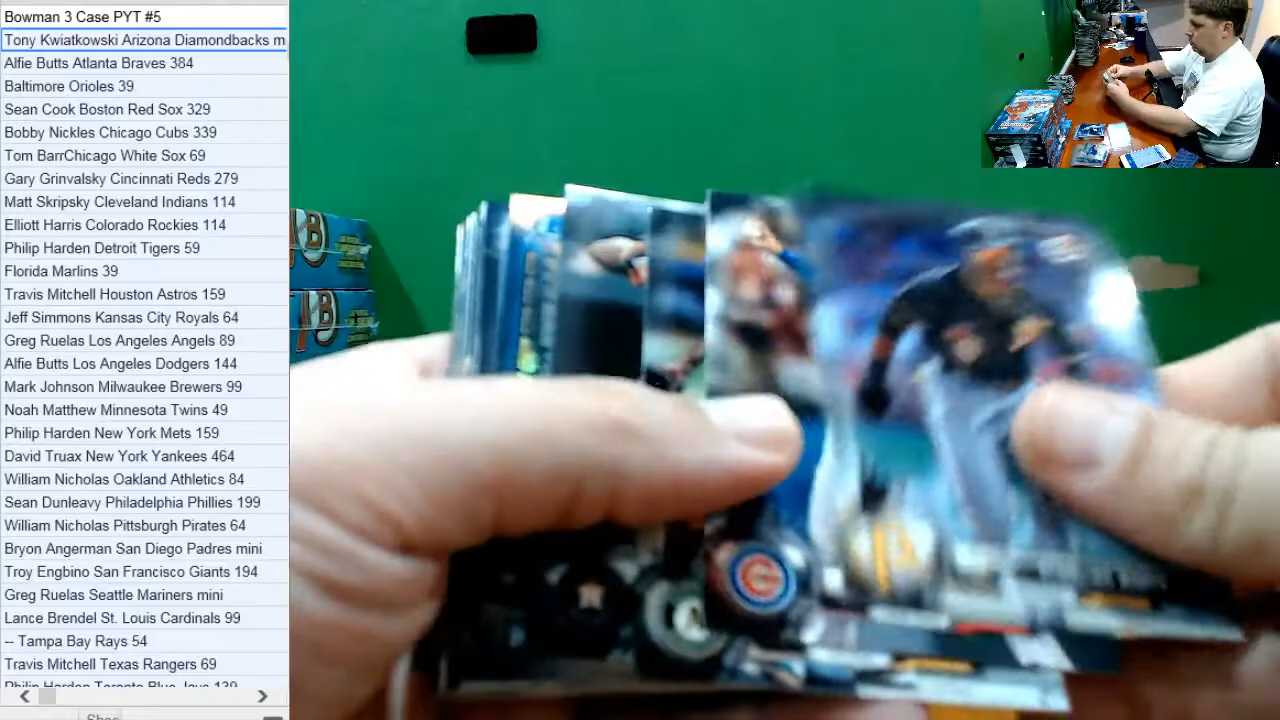 Bowman 3 Case PYT #5
Tony Kwiatkowski Arizona Diamondbacks m
Alfie Butts Atlanta Braves 384
Baltimore Orioles 39
Sean Cook Boston Red Sox 329
Bobby Nickles Chicago Cubs 339
Tom BarrChicago White Sox 69
Gary Grinvalsky Cincinnati Reds 279
Matt Skripsky Cleveland Indians 114
Elliott Harris Colorado Rockies 114
Philip Harden Detroit Tigers 59
Florida Marlins 39
Travis Mitchell Houston Astros 159
Jeff Simmons Kansas City Royals 64
Greg Ruelas Los Angeles Angels 89
Alfie Butts Los Angeles Dodgers 144
Mark Johnson Milwaukee Brewers 99
Noah Matthew Minnesota Twins 49
Philip Harden New York Mets 159
David Truax New York Yankees 464
William Nicholas Oakland Athletics 84
Sean Dunleavy Philadelphia Phillies 199
William Nicholas Pittsburgh Pirates 64
Bryon Angerman San Diego Padres mini
Troy Engbino San Francisco Giants 194
Greg Ruelas Seattle Mariners mini
Lance Brendel St. Louis Cardinals 99
-- Tampa Bay Rays 54
Travis Mitchell Texas Rangers 69
Philip Harden Toronto Blue Jays 139